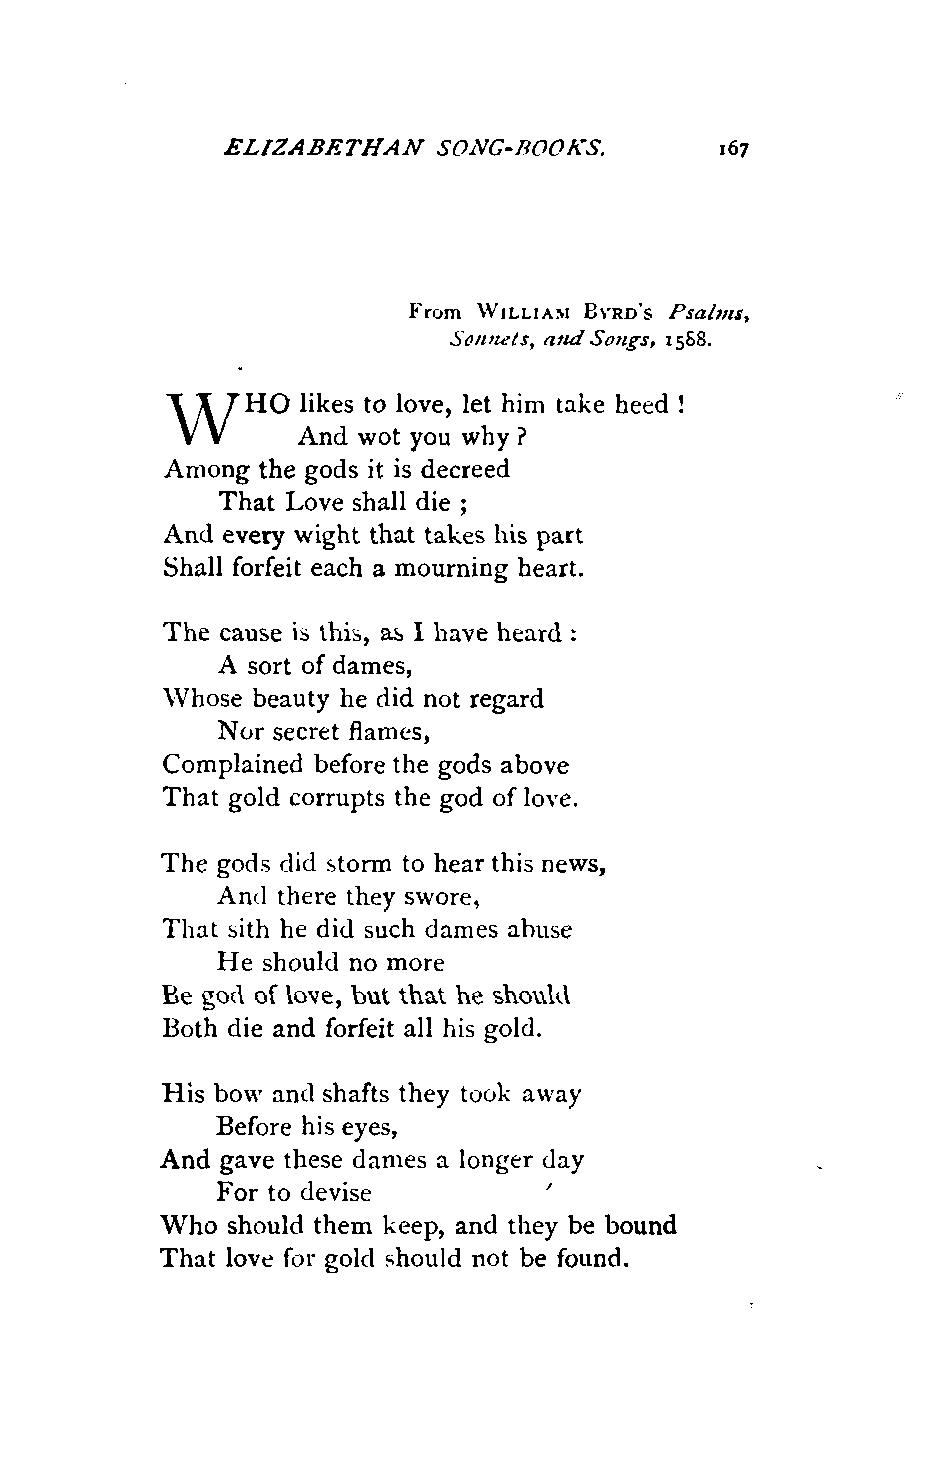 ELIZABETHAN SONG-BOOKS. 167
From WILLIAM BYRD'S Psalms,
Sonnets, and Songs, 1588.
WHO likes to love, let him take heed !
And wot you why ?
Among the gods it is decreed
That Love shall die ;
And every wight that takes his part
Shall forfeit each a mourning heart.
The cause is this, as I have heard :
A sort of dames,
Whose beauty he did not regard
Nor secret flames,
Complained before the gods above
That gold corrupts the god of love.
The gods did storm to hear this news,
And there they swore,
That sith he did such dames abuse
He should no more
Be god of love, but that he should
Both die and forfeit all his gold.
His bow and shafts they took away
Before his eyes,
And gave these dames a longer day
For to devise
Who should them keep, and they be bound
That love for gold should not be found.